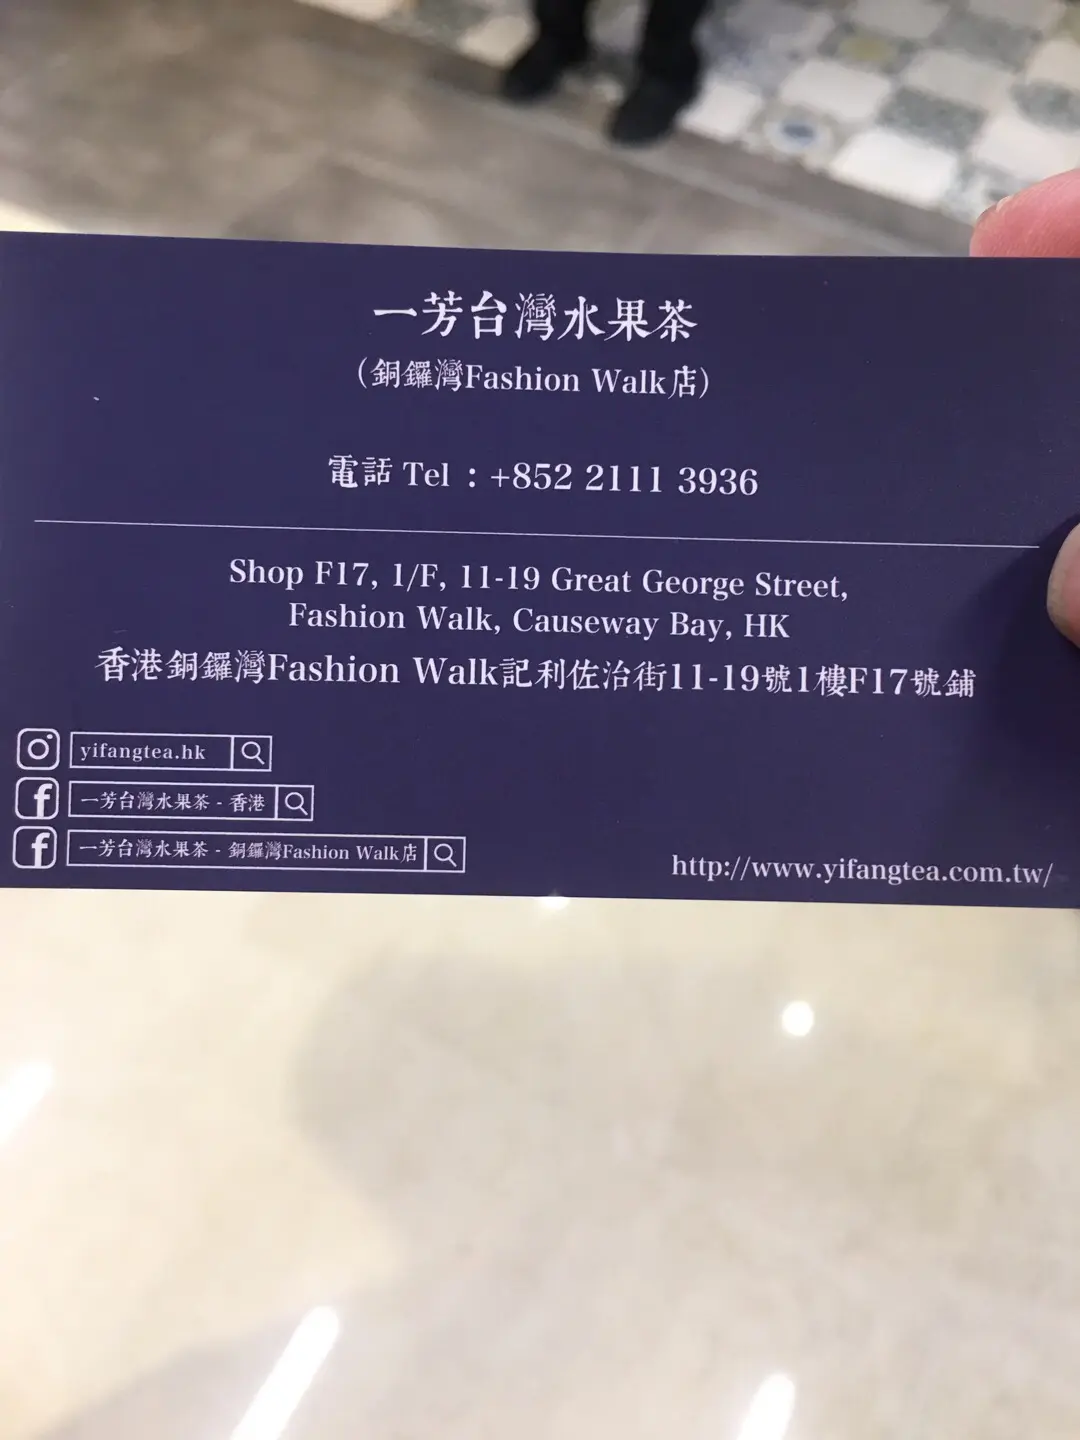 一芳台灣水果茶
（銅鑼灣Fashion Walk店）
電話 Tel : +852 2111 3936
Shop F17, 1/F, 11-19 Great George Street,
Fashion Walk, Causeway Bay, HK
香港銅鑼灣Fashion Walk記利佐治街11-19號1樓F17號鋪
yifangtea.hk
一芳台灣水果茶 - 香港
一芳台灣水果茶 - 銅鑼灣Fashion Walk店
http://www.yifangtea.com.tw/